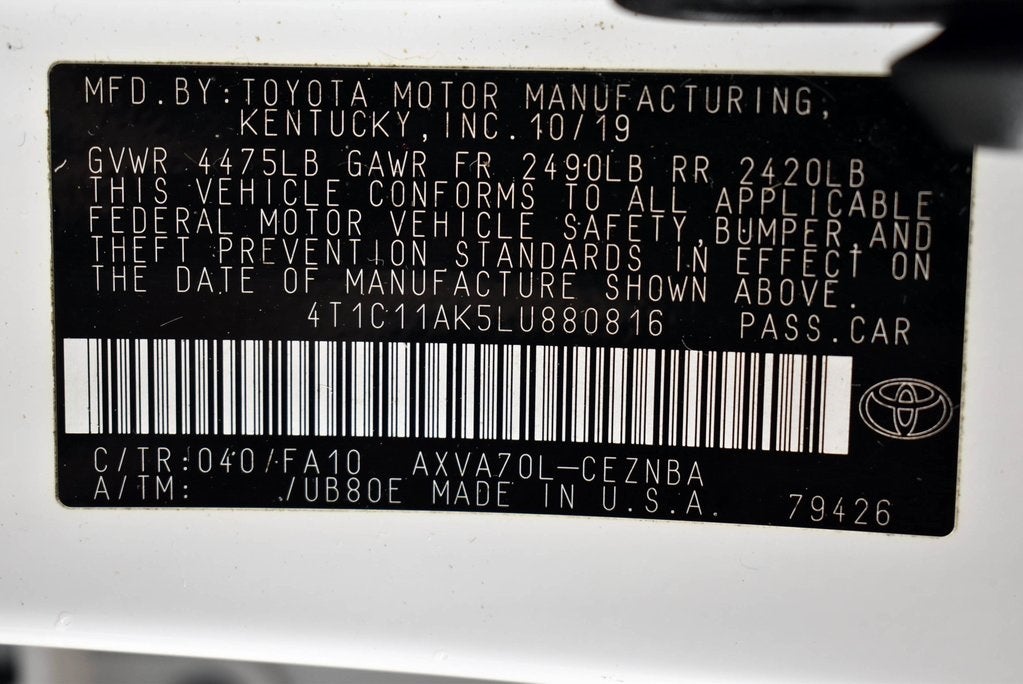 MFD.BY:TOYOTA MOTOR MANUFACTURING,
KENTUCKY,INC.10/19
GVWR 4475LB GAWR FR 2490LB RR 2420LB
THIS VEHICLE CONFORMS TO ALL APPLICABLE
FEDERAL MOTOR VEHICLE SAFETY,BUMPER,AND
THEFT PREVENTION STANDARDS IN EFFECT ON
THE DATE OF MANUFACTURE SHOWN ABOVE.
4T1C11AK5LU880816 PASS.CAR
C/TR:040/FA10 AXVA70L-CEZNBA
A/TM: /UB80E MADE IN U.S.A. 79426